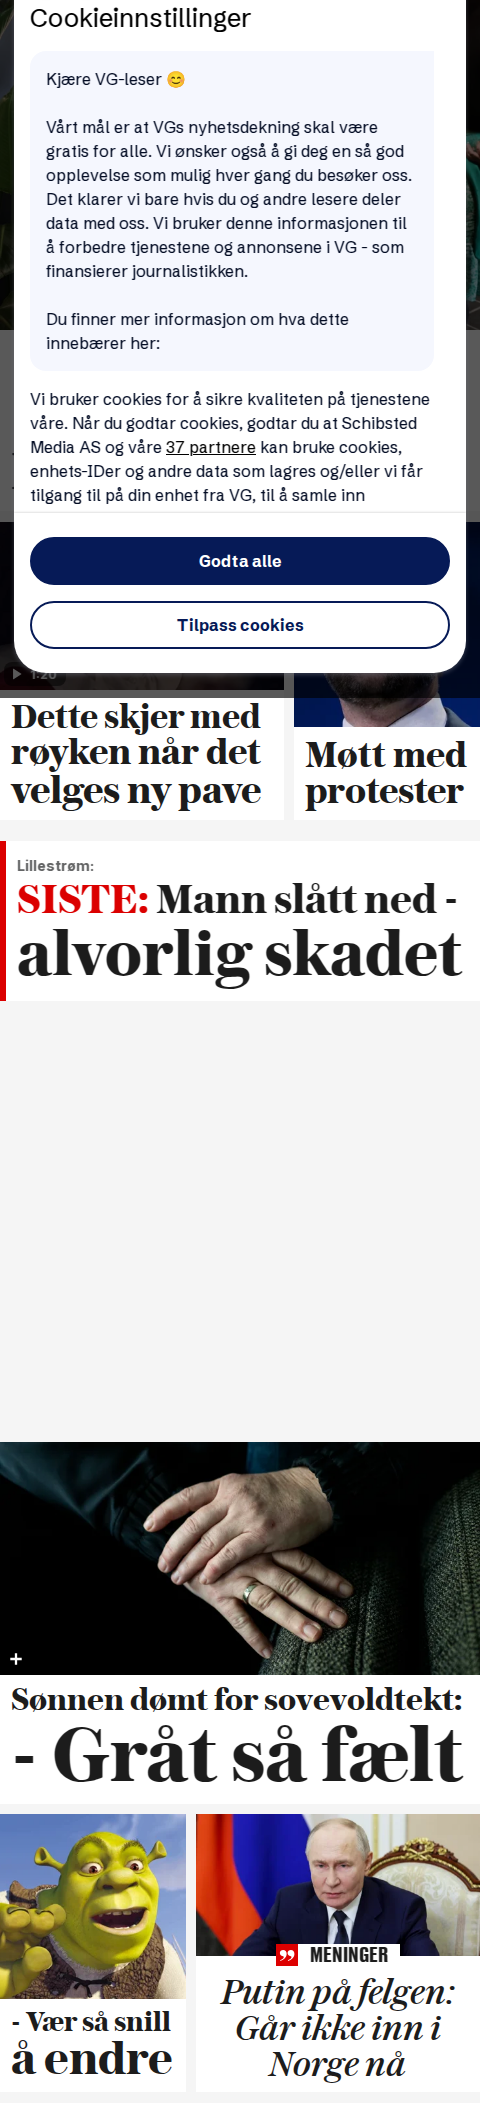 Cookieinnstillinger
Kjære VG-leser 😊
Vårt mål er at VGs nyhetsdekning skal være
gratis for alle. Vi ønsker også å gi deg en så god
opplevelse som mulig hver gang du besøker oss.
Det klarer vi bare hvis du og andre lesere deler
data med oss. Vi bruker denne informasjonen til
å forbedre tjenestene og annonsene i VG - som
finansierer journalistikken.
Du finner mer informasjon om hva dette
innebærer her:
Vi bruker cookies for å sikre kvaliteten på tjenestene
våre. Når du godtar cookies, godtar du at Schibsted
Media AS og våre 37 partnere kan bruke cookies,
enhets-IDer og andre data som lagres og/eller vi får
tilgang til på din enhet fra VG, til å samle inn
Godta alle
Tilpass cookies
1:20
Dette skjer med
røyken når det
velges ny pave
Møtt med
protester
Lillestrøm:
SISTE: Mann slått ned -
alvorlig skadet
Sønnen dømt for sovevoldtekt:
- Gråt så fælt
- Vær så snill
å endre
MENINGER
Putin på felgen:
Går ikke inn i
Norge nå